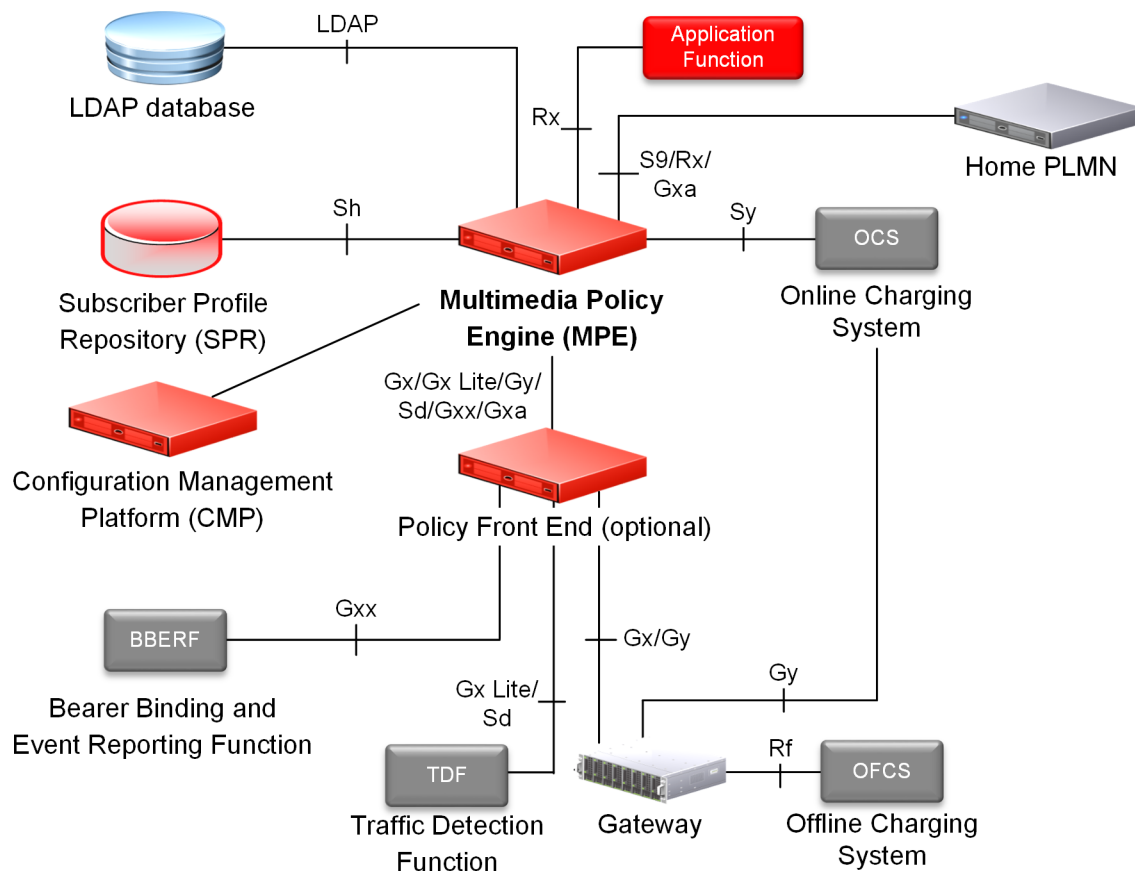 LDAP
Application
Function
LDAP database
Rx
S9/Rx/
Gxa
Home PLMN
Sh
Sy
OCS
Subscriber Profile
Repository (SPR)
Multimedia Policy
Engine (MPE)
Online Charging
System
Gx/Gx Lite/Gy/
Sd/Gxx/Gxa
Configuration Management
Platform (CMP)
Policy Front End (optional)
Gxx
BBERF
Gx/Gy
Bearer Binding and
Event Reporting Function
Gx Lite/
Sd
Gy
Rf
TDF
OFCS
Traffic Detection
Function
Gateway
Offline Charging
System